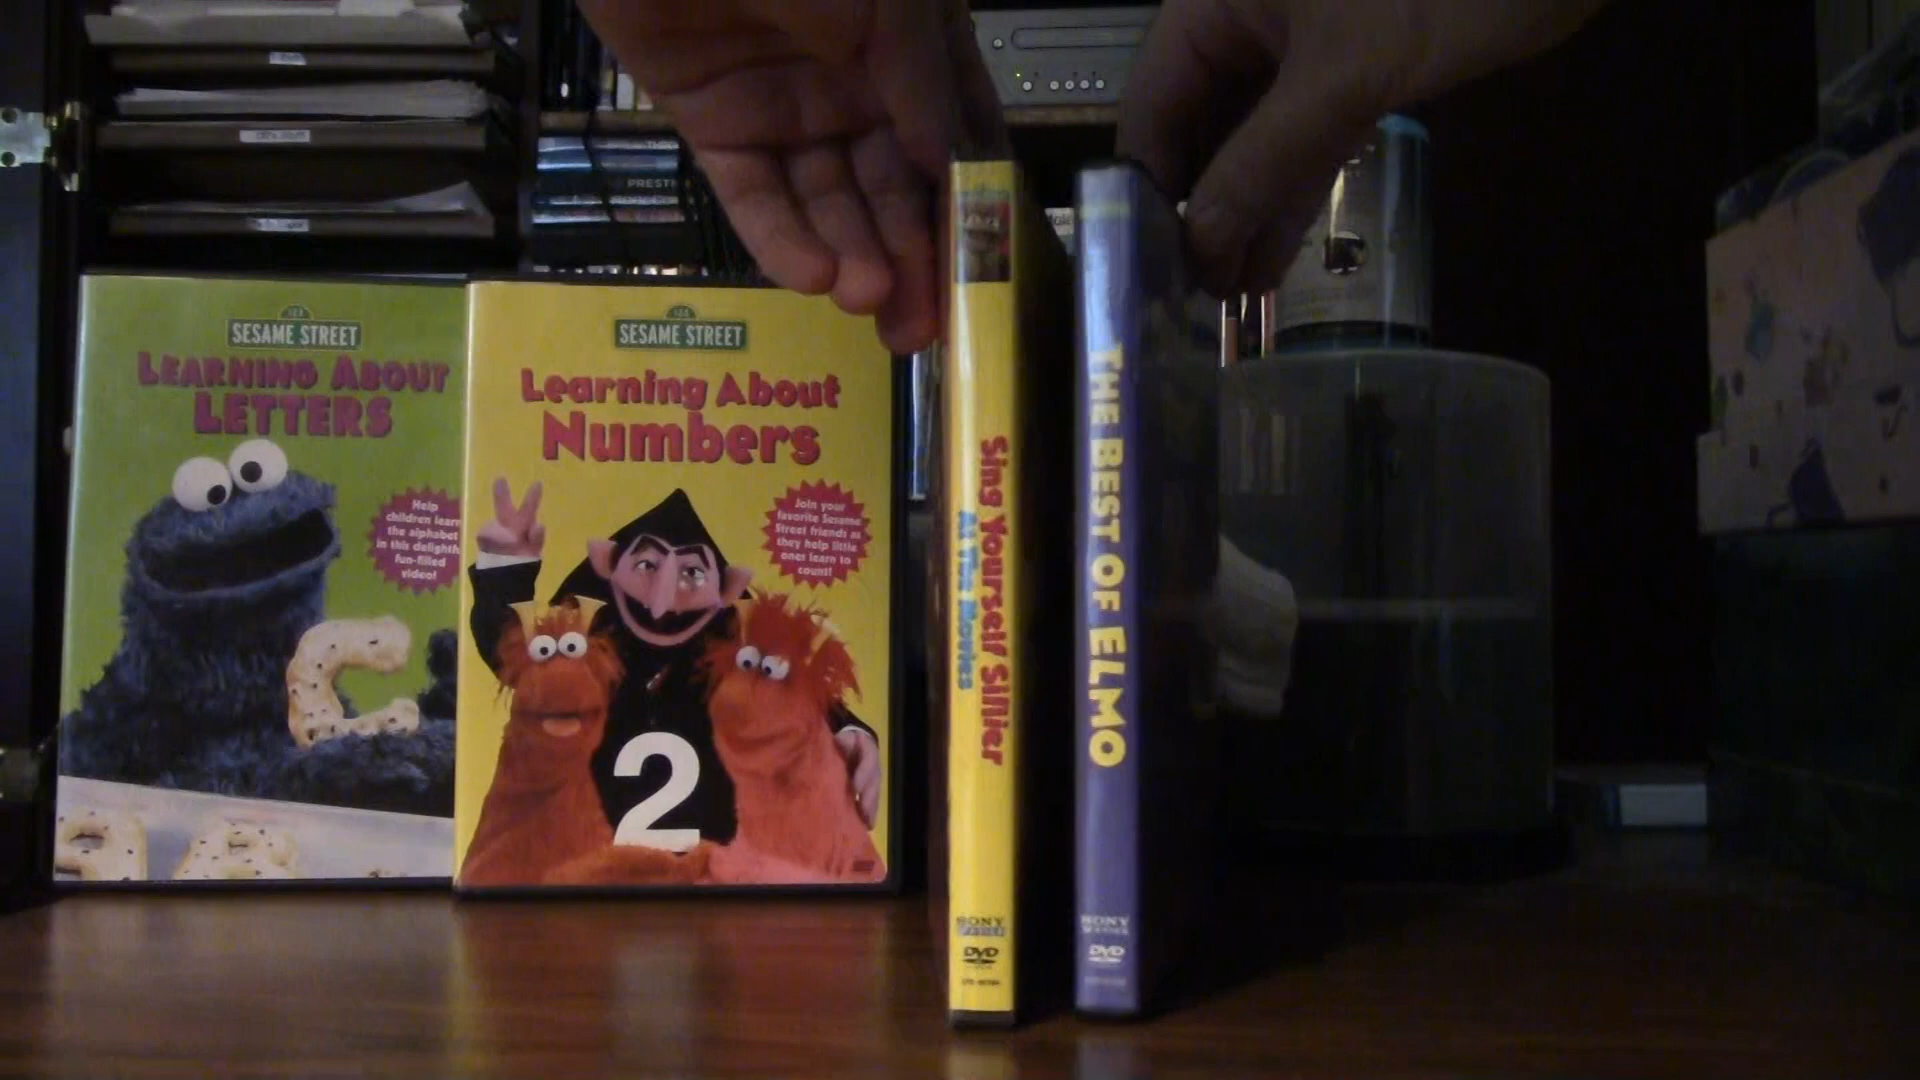 SESAME STREET
LEARNING ABOUT
LETTERS
Help
children learn
the alphabet
in this
fun-filled
video!
123
SESAME STREET
Learning About
Numbers
Join your
favorite Sesame
Street friends as
they help little
ones learn to
count!
2
Sing Yourself Sillier
At The Movies
SONY
DVD
THE BEST OF ELMO
SONY
DVD